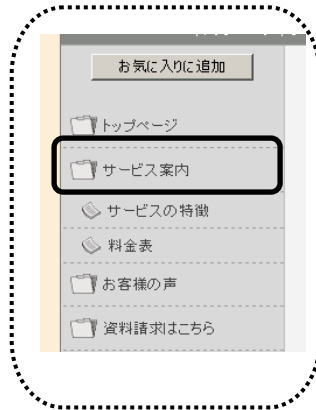 お気に入りに追加
トップページ
サービス案内
サービスの特徴
料金表
お客様の声
資料請求はこちら